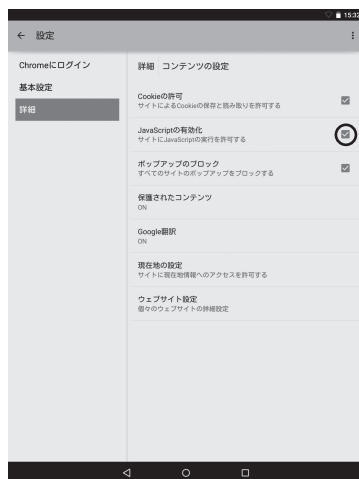 15:32
← 設定
Chromeにログイン
基本設定
詳細
詳細 コンテンツの設定
Cookieの許可
サイトによるCookieの保存と読み取りを許可する
JavaScriptの有効化
サイトにJavaScriptの実行を許可する
ポップアップのブロック
すべてのサイトのポップアップをブロックする
保護されたコンテンツ
ON
Google翻訳
ON
現在地の設定
サイトに現在地情報へのアクセスを許可する
ウェブサイト設定
個々のウェブサイトの詳細設定